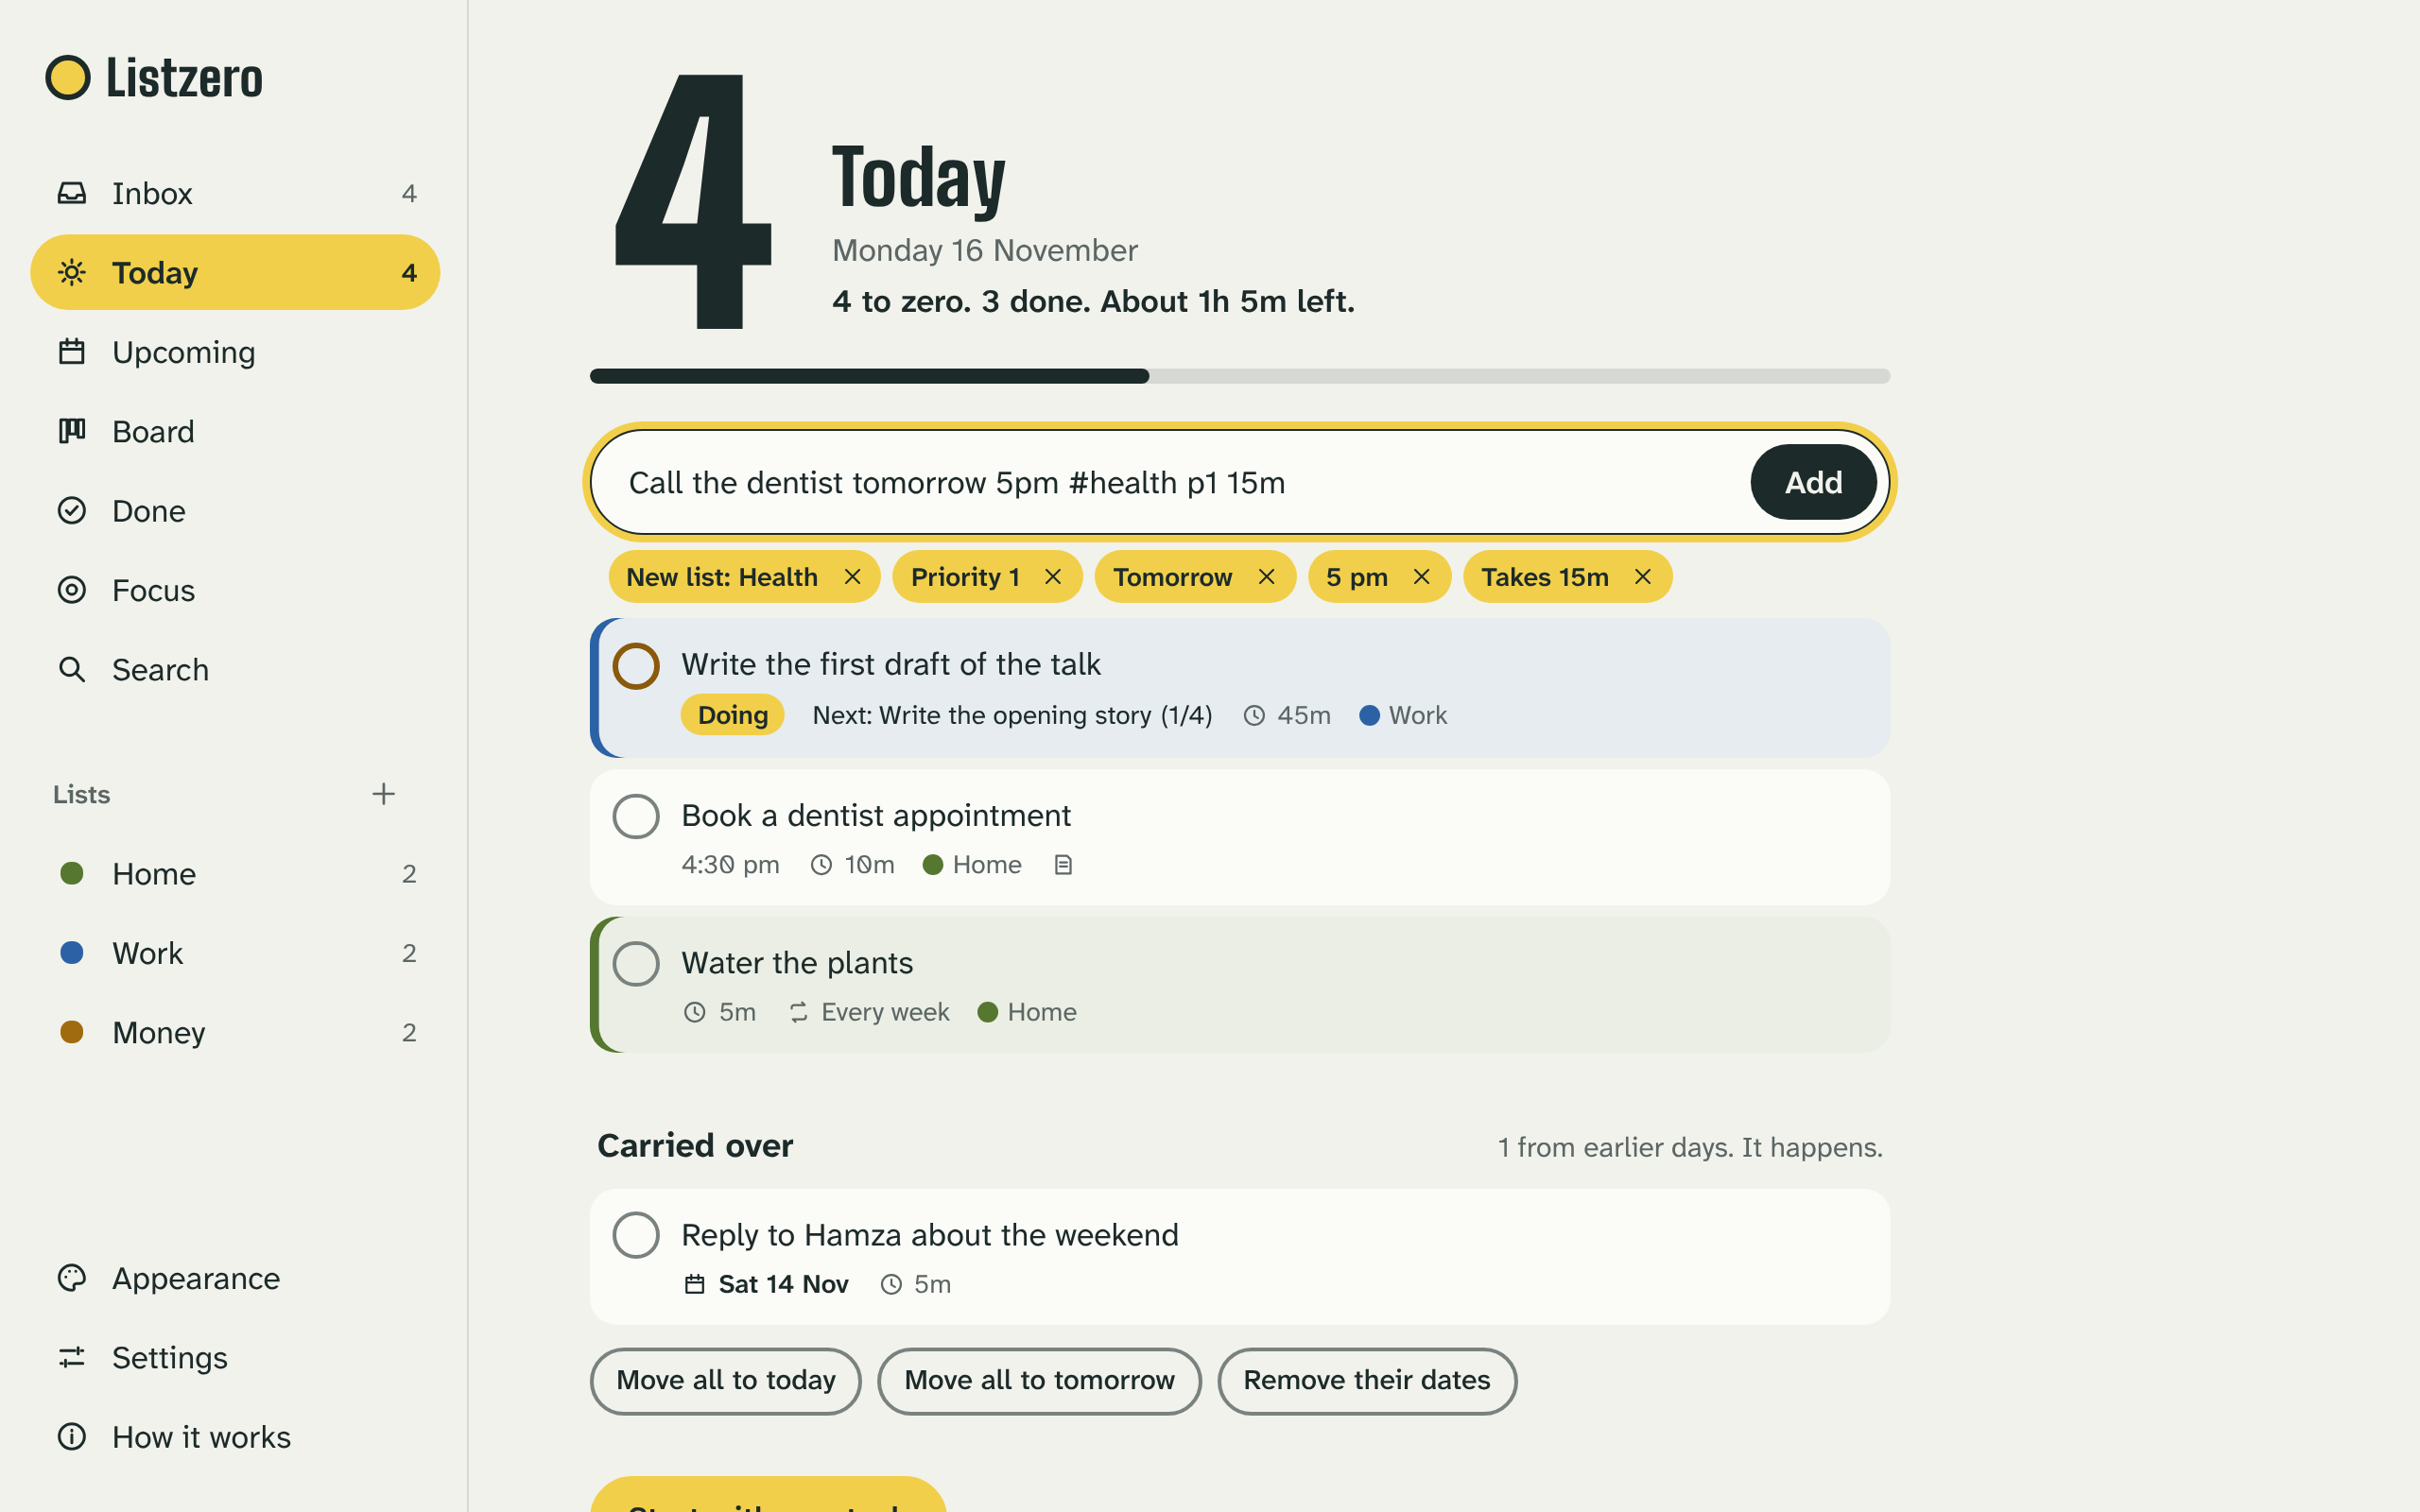 Listzero
Inbox 4
Today 4
Upcoming
Board
Done
Focus
Search
Lists
Home 2
Work 2
Money 2
Appearance
Settings
How it works
4
Today
Monday 16 November
4 to zero. 3 done. About 1h 5m left.
Call the dentist tomorrow 5pm #health p1 15m
Add
New list: Health
Priority 1
Tomorrow
5 pm
Takes 15m
Write the first draft of the talk
Doing Next: Write the opening story (1/4) 45m Work
Book a dentist appointment
4:30 pm 10m Home
Water the plants
5m Every week Home
Carried over
1 from earlier days. It happens.
Reply to Hamza about the weekend
Sat 14 Nov 5m
Move all to today
Move all to tomorrow
Remove their dates